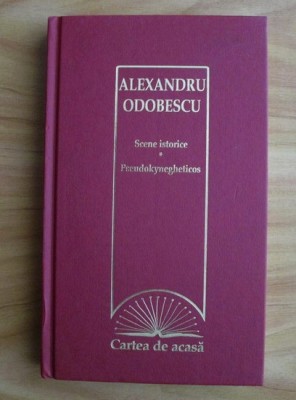 ALEXANDRU
ODOBESCU
Scene istorice
*
Pseudokynegheticos
Cartea de acasă